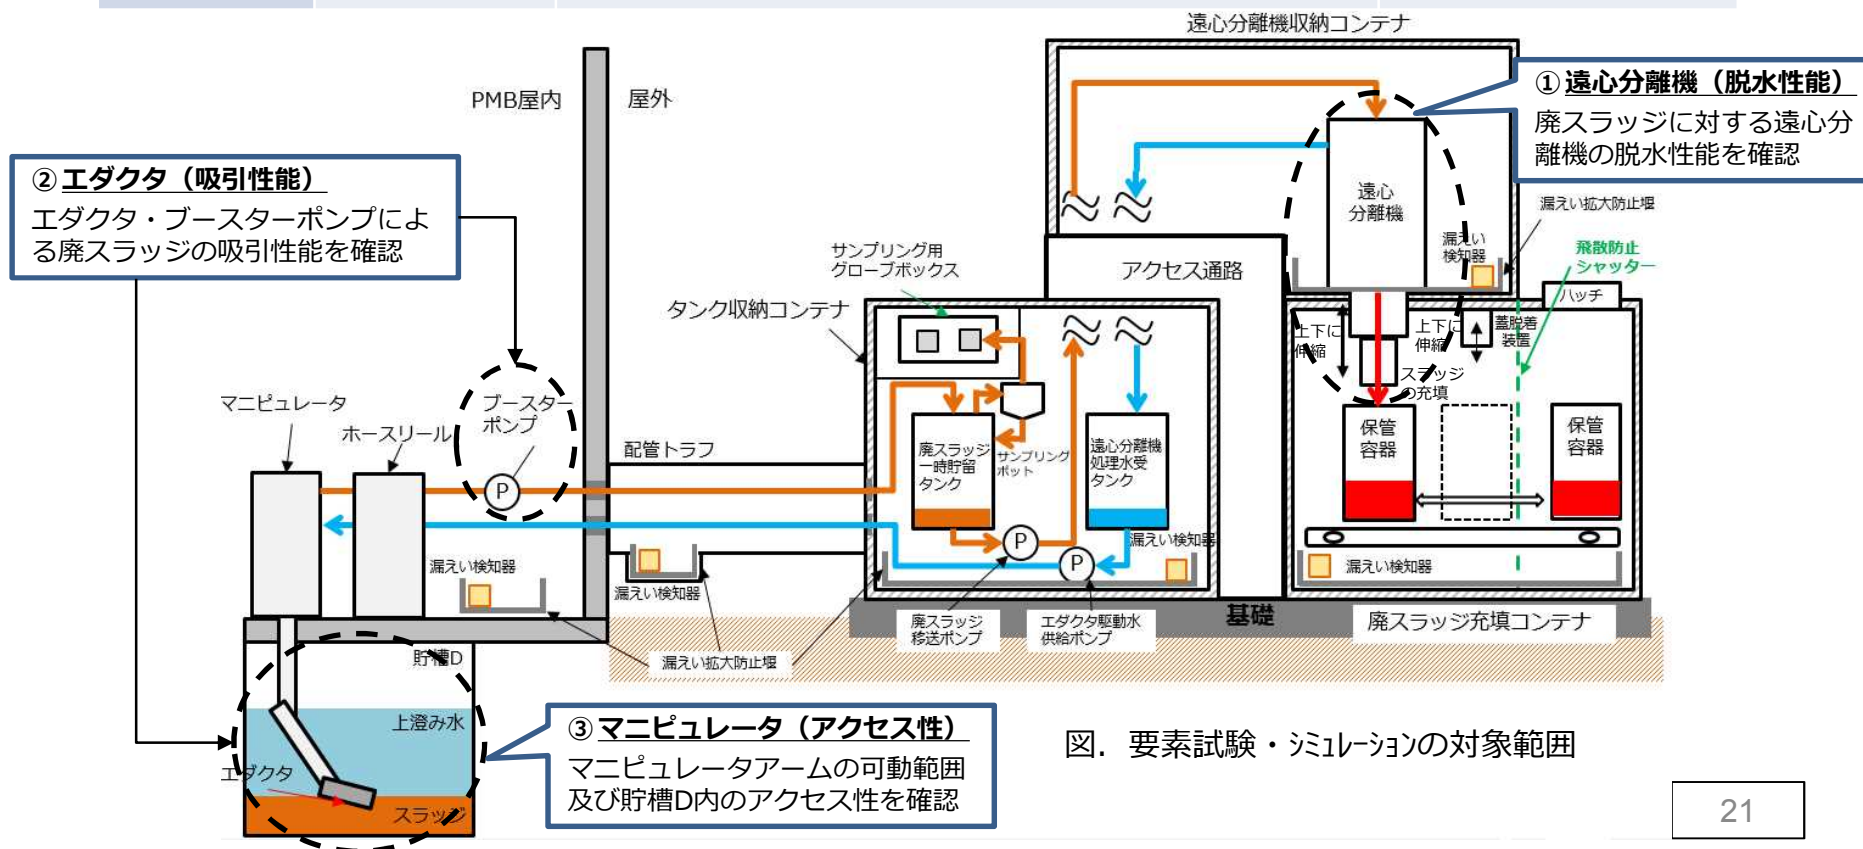 遠心分離機収納コンテナ
PMB屋内
屋外
① 遠心分離機（脱水性能）
廃スラッジに対する遠心分
離機の脱水性能を確認
② エダクタ（吸引性能）
エダクタ・ブースターポンプによ
る廃スラッジの吸引性能を確認
遠心
分離機
漏えい
検知器
漏えい拡大防止堰
飛散防止
シャッター
ハッチ
サンプリング用
グローブボックス
アクセス通路
タンク収納コンテナ
上下に
伸縮
上下に
伸縮
蓋脱着
装置
スラッジ
の充填
マニピュレータ
ホースリール
ブースター
ポンプ
P
配管トラフ
廃スラッジ
一時貯留
タンク
サンプリング
ポット
遠心分離機
処理水受
タンク
保管
容器
保管
容器
P
P
漏えい検知器
漏えい検知器
漏えい検知器
漏えい検知器
廃スラッジ
移送ポンプ
エダクタ駆動水
供給ポンプ
基礎
廃スラッジ充填コンテナ
漏えい拡大防止堰
貯槽D
上澄み水
エダクタ
スラッジ
③ マニピュレータ（アクセス性）
マニピュレータアームの可動範囲
及び貯槽D内のアクセス性を確認
図．要素試験・ｼﾐｭﾚｰｼｮﾝの対象範囲
21